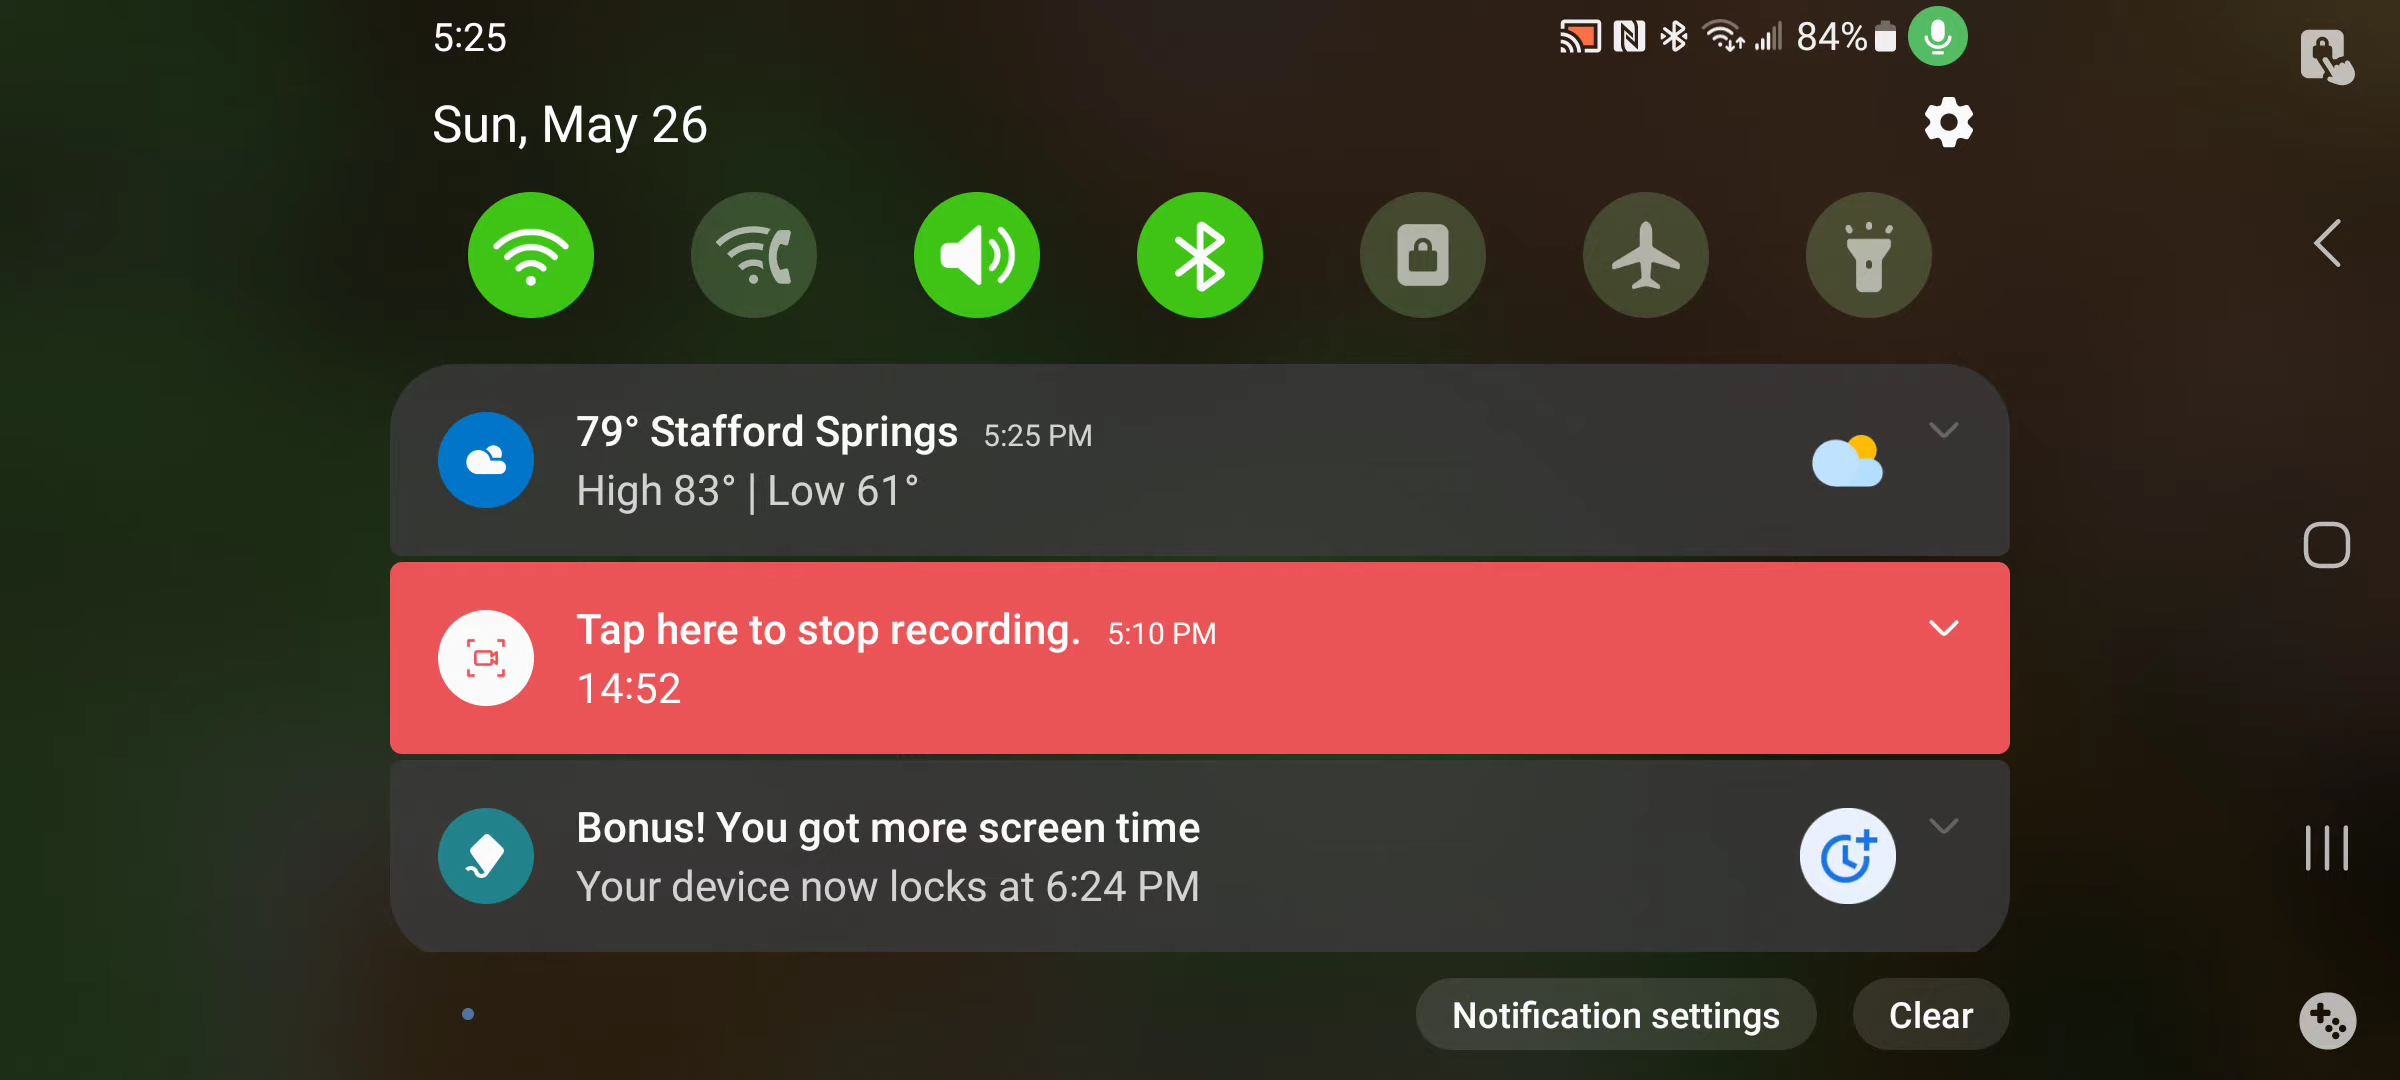 5:25
84%
Sun, May 26
79° Stafford Springs 5:25 PM
High 83° | Low 61°
Tap here to stop recording. 5:10 PM
14:52
Bonus! You got more screen time
Your device now locks at 6:24 PM
Notification settings
Clear